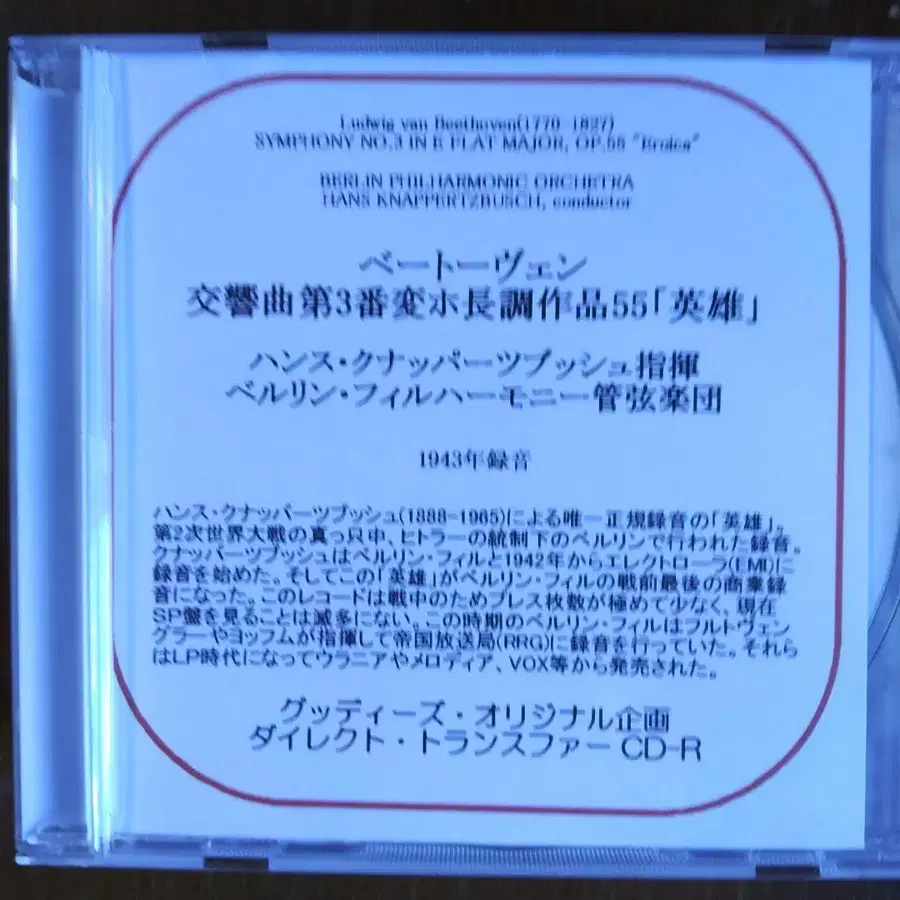 Ludwig van Beethoven(1770-1827)
SYMPHONY NO.3 IN E FLAT MAJOR, OP.55 "Eroica"
BERLIN PHILHARMONIC ORCHETRA
HANS KNAPPERTZBUSCH, conductor
ベートーヴェン
交響曲第3番変ホ長調作品55「英雄」
ハンス・クナッパーツブッシュ指揮
ベルリン・フィルハーモニー管弦楽団
1943年録音
ハンス・クナッパーツブッシュ(1888-1965)による唯一正規録音の「英雄」。
第2次世界大戦の真っ只中、ヒトラーの統制下のベルリンで行われた録音。
クナッパーツブッシュはベルリン・フィルと1942年からエレクトローラ(EMI)に
録音を始めた。そしてこの「英雄」がベルリン・フィルの戦前最後の商業録
音になった。このレコードは戦中のためプレス枚数が極めて少なく、現在
SP盤を見ることは滅多にない。この時期のベルリン・フィルはフルトヴェン
グラーやヨッフムが指揮して帝国放送局(RRG)に録音を行っていた。それら
はLP時代になってウラニアやメロディア、VOX等から発売された。
グッディーズ・オリジナル企画
ダイレクト・トランスファー CD-R